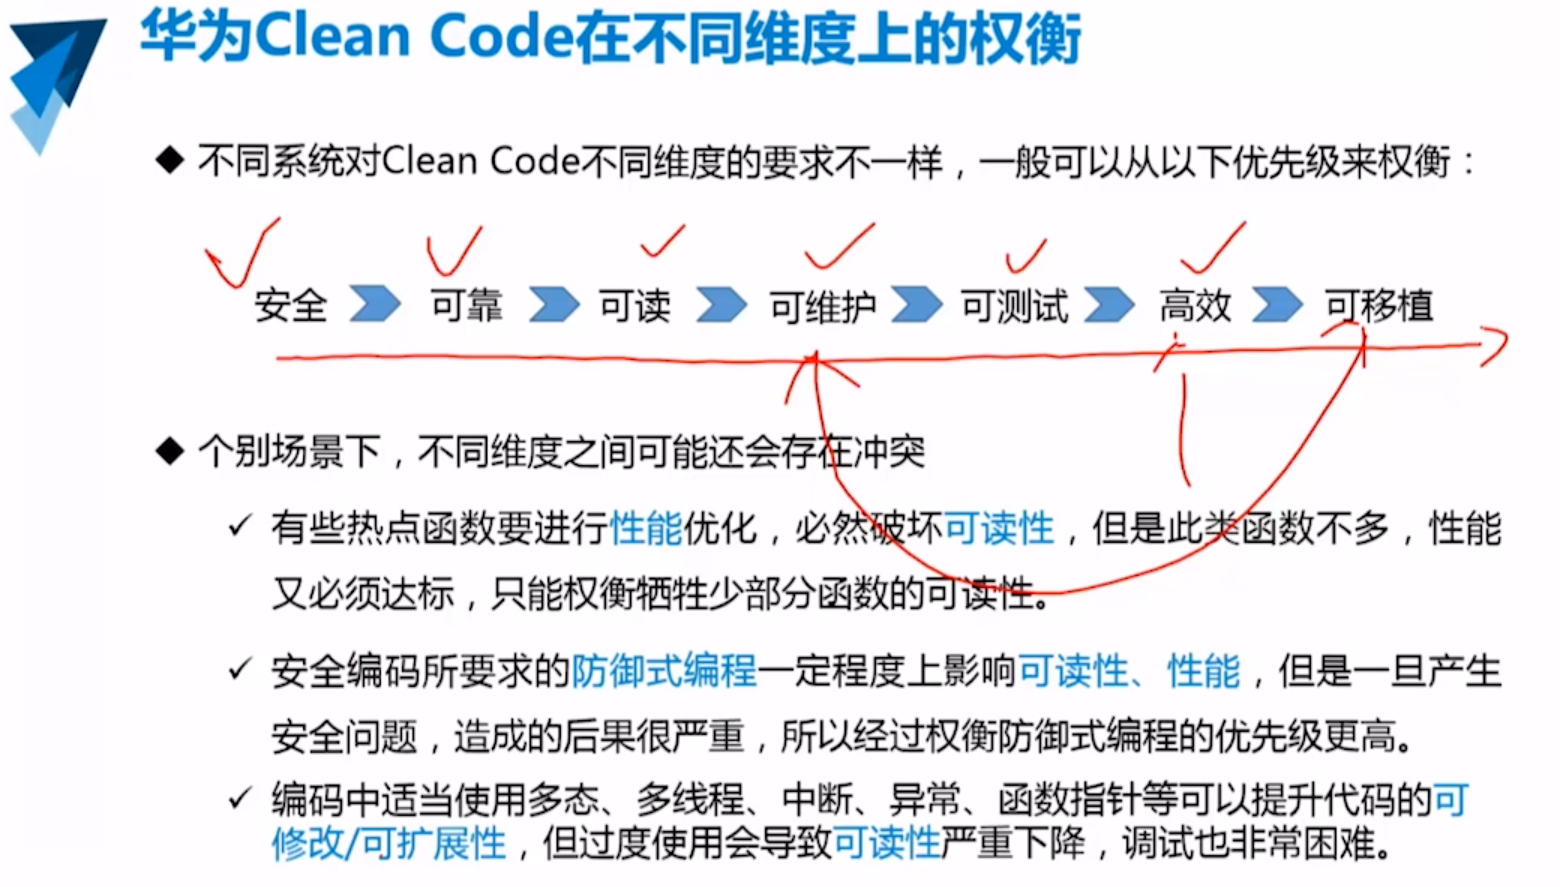 华为Clean Code在不同维度上的权衡
◆ 不同系统对Clean Code不同维度的要求不一样，一般可以从以下优先级来权衡：
安全 可靠 可读 可维护 可测试 高效 可移植
◆ 个别场景下，不同维度之间可能还会存在冲突
✓ 有些热点函数要进行性能优化，必然破坏可读性，但是此类函数不多，性能
又必须达标，只能权衡牺牲少部分函数的可读性。
✓ 安全编码所要求的防御式编程一定程度上影响可读性、性能，但是一旦产生
安全问题，造成的后果很严重，所以经过权衡防御式编程的优先级更高。
✓ 编码中适当使用多态、多线程、中断、异常、函数指针等可以提升代码的可
修改/可扩展性，但过度使用会导致可读性严重下降，调试也非常困难。